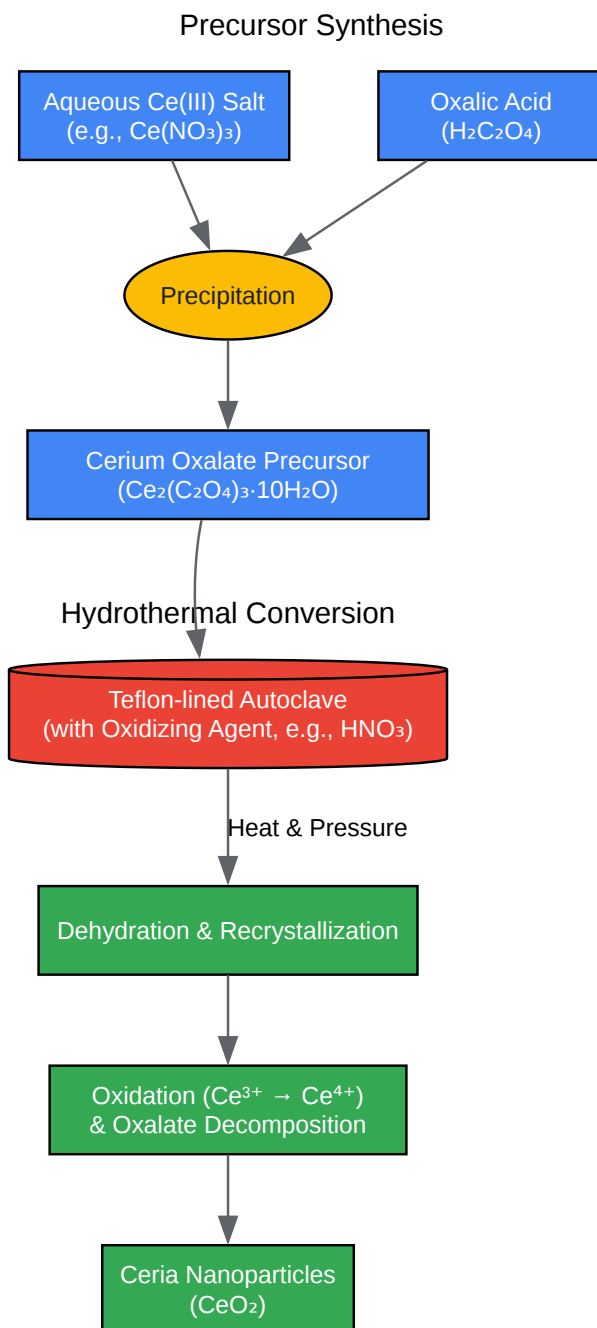 Precursor Synthesis
Aqueous Ce(III) Salt
(e.g., Ce(NO₃)₃)
Oxalic Acid
(H₂C₂O₄)
Precipitation
Cerium Oxalate Precursor
(Ce₂(C₂O₄)₃·10H₂O)
Hydrothermal Conversion
Teflon-lined Autoclave
(with Oxidizing Agent, e.g., HNO₃)
Heat & Pressure
Dehydration & Recrystallization
Oxidation (Ce³⁺ → Ce⁴⁺)
& Oxalate Decomposition
Ceria Nanoparticles
(CeO₂)